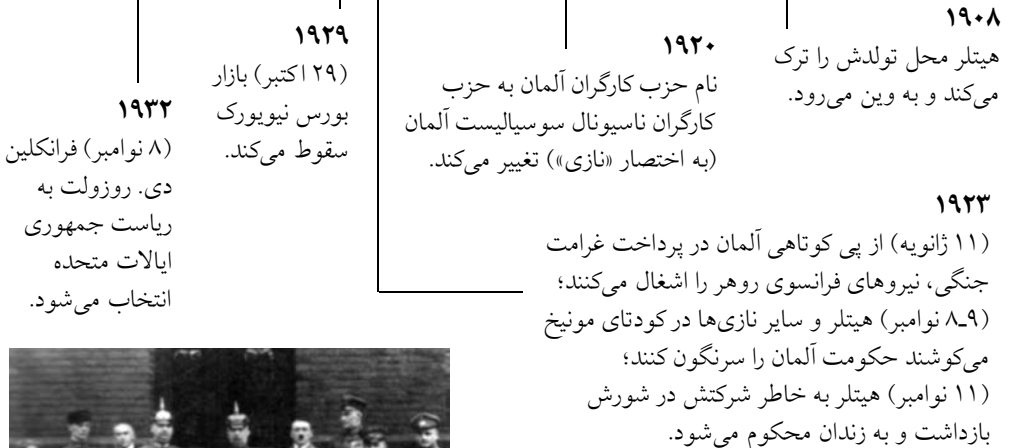 ۱۹۰۸
هیتلر محل تولدش را ترک
می‌کند و به وین می‌رود.
۱۹۲۰
نام حزب کارگران آلمان به حزب
کارگران ناسیونال سوسیالیست آلمان
(به اختصار «نازی») تغییر می‌کند.
۱۹۲۳
(۱۱ ژانویه) از پی کوتاهی آلمان در پرداخت غرامت
جنگی، نیروهای فرانسوی روهر را اشغال می‌کنند؛
(۹ـ۸ نوامبر) هیتلر و سایر نازی‌ها در کودتای مونیخ
می‌کوشند حکومت آلمان را سرنگون کنند؛
(۱۱ نوامبر) هیتلر به خاطر شرکتش در شورش
بازداشت و به زندان محکوم می‌شود.
۱۹۲۹
(۲۹ اکتبر) بازار
بورس نیویورک
سقوط می‌کند.
۱۹۳۲
(۸ نوامبر) فرانکلین
دی. روزولت به
ریاست جمهوری
ایالات متحده
انتخاب می‌شود.